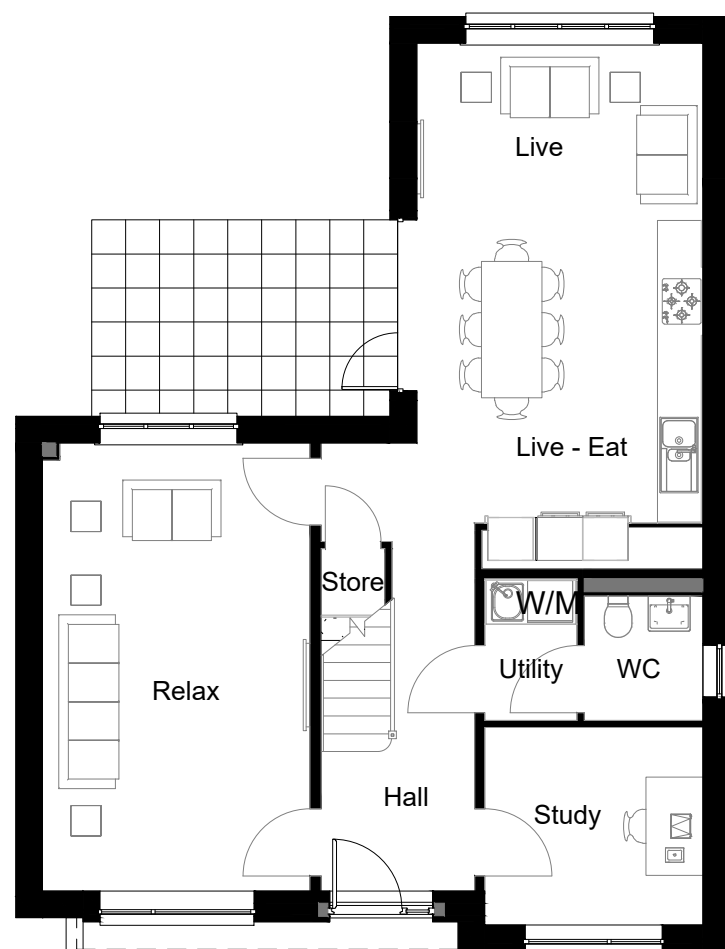 Live
Live - Eat
Store
W/M
Utility
WC
Relax
Hall
Study